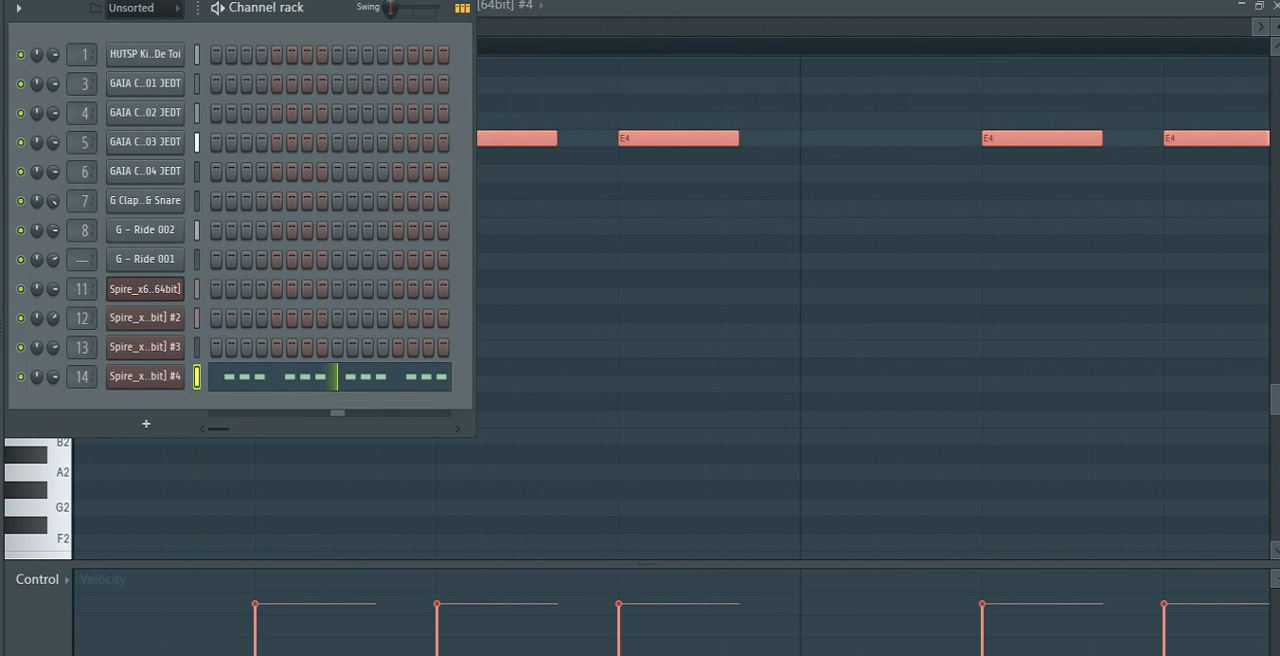 Unsorted Channel rack Swing [64bit] #4
1 HUTSP Ki..De Toi
3 GAIA C..01 JEDT
4 GAIA C..02 JEDT
5 GAIA C..03 JEDT E4 E4 E4
6 GAIA C..04 JEDT
7 G Clap..& Snare
8 G - Ride 002
--- G - Ride 001
11 Spire_x6..64bit]
12 Spire_x..bit] #2
13 Spire_x..bit] #3
14 Spire_x..bit] #4
+
B2
A2
G2
F2
Control Velocity